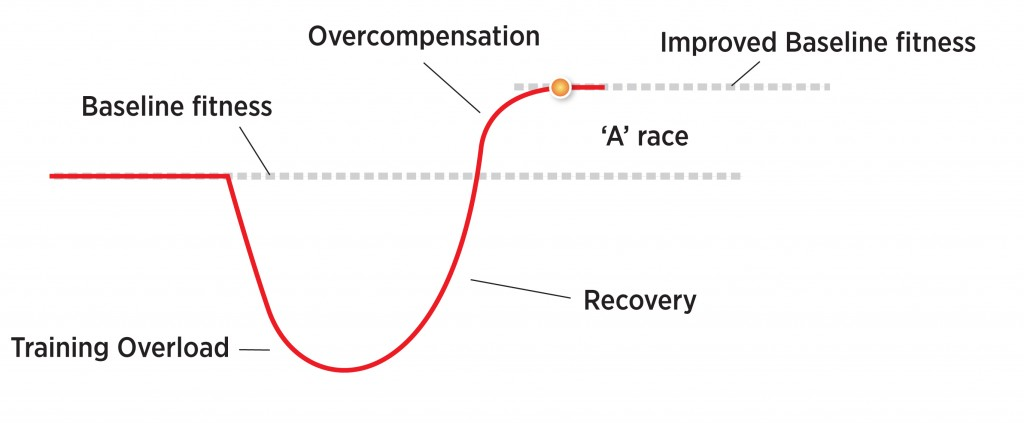 Overcompensation
Improved Baseline fitness
Baseline fitness
‘A’ race
Recovery
Training Overload